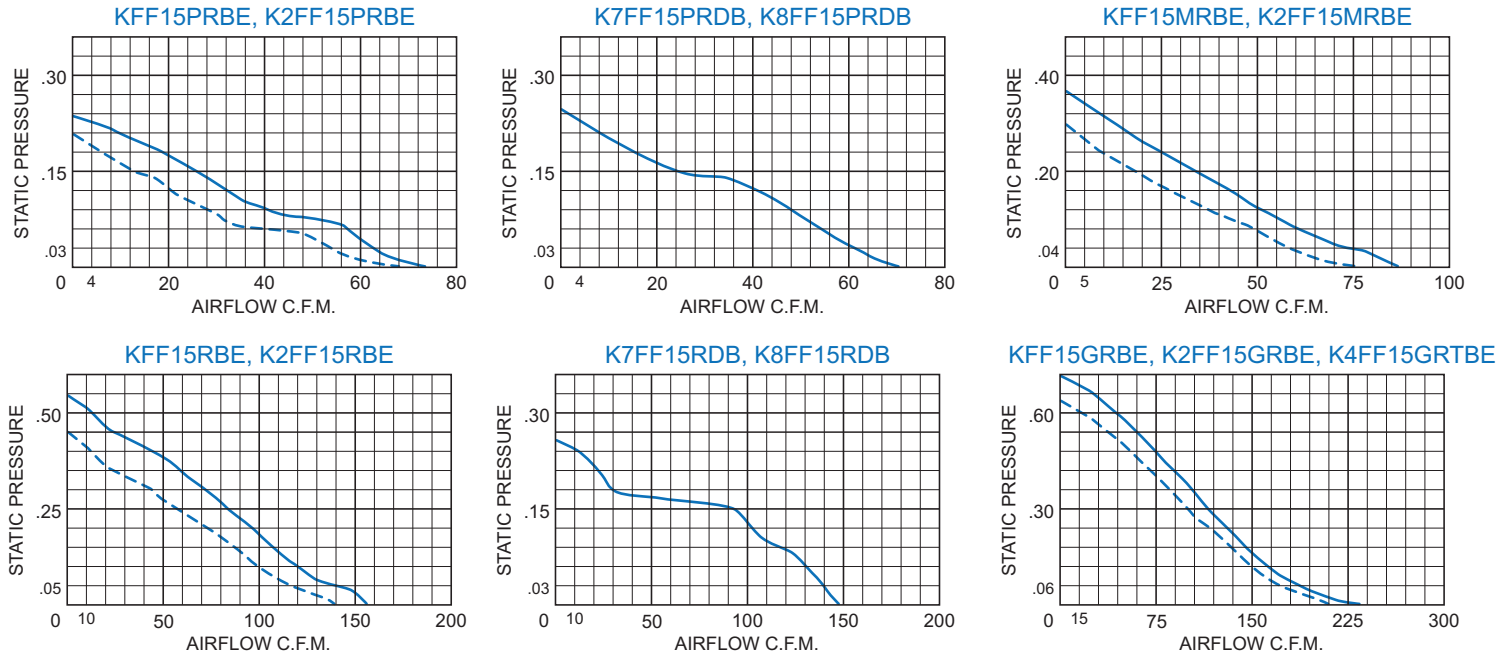 KFF15PRBE, K2FF15PRBE
STATIC PRESSURE
.30
.15
.03
0 4 20 40 60 80
AIRFLOW C.F.M.
K7FF15PRDB, K8FF15PRDB
STATIC PRESSURE
.30
.15
.03
0 4 20 40 60 80
AIRFLOW C.F.M.
KFF15MRBE, K2FF15MRBE
STATIC PRESSURE
.40
.20
.04
0 5 25 50 75 100
AIRFLOW C.F.M.
KFF15RBE, K2FF15RBE
STATIC PRESSURE
.50
.25
.05
0 10 50 100 150 200
AIRFLOW C.F.M.
K7FF15RDB, K8FF15RDB
STATIC PRESSURE
.30
.15
.03
0 10 50 100 150 200
AIRFLOW C.F.M.
KFF15GRBE, K2FF15GRBE, K4FF15GRTBE
STATIC PRESSURE
.60
.30
.06
0 15 75 150 225 300
AIRFLOW C.F.M.